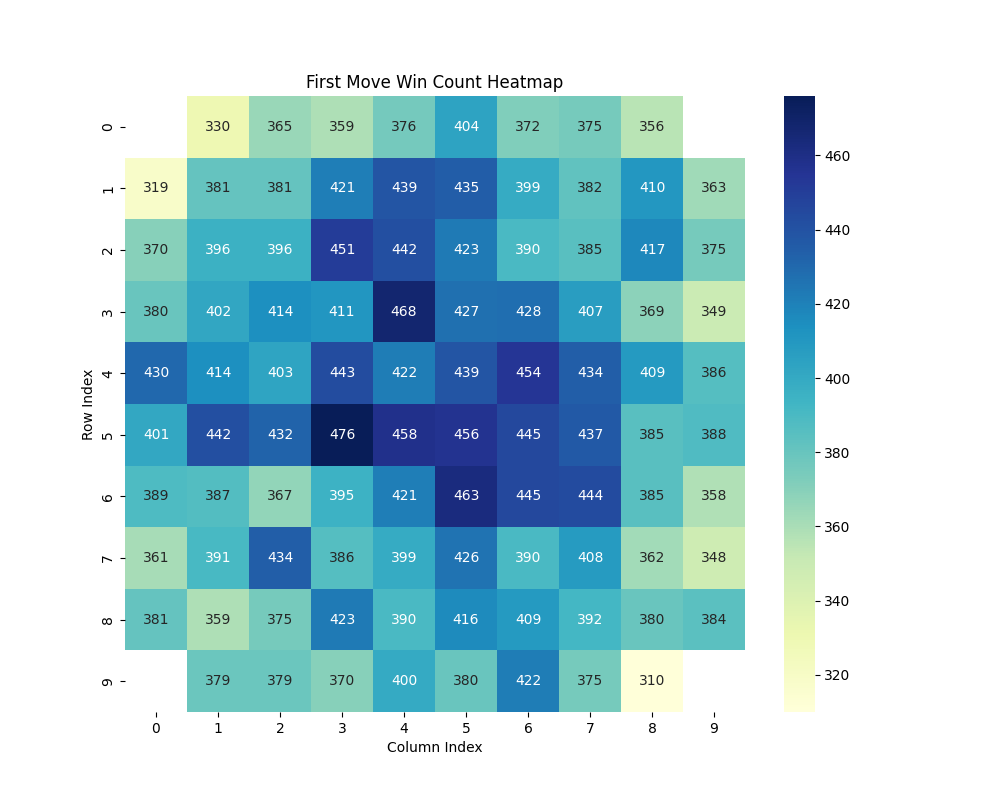 First Move Win Count Heatmap
0 330 365 359 376 404 372 375 356
1 319 381 381 421 439 435 399 382 410 363
2 370 396 396 451 442 423 390 385 417 375
3 380 402 414 411 468 427 428 407 369 349
4 430 414 403 443 422 439 454 434 409 386
5 401 442 432 476 458 456 445 437 385 388
6 389 387 367 395 421 463 445 444 385 358
7 361 391 434 386 399 426 390 408 362 348
8 381 359 375 423 390 416 409 392 380 384
9 379 379 370 400 380 422 375 310
0 1 2 3 4 5 6 7 8 9
Column Index
Row Index
460
440
420
400
380
360
340
320